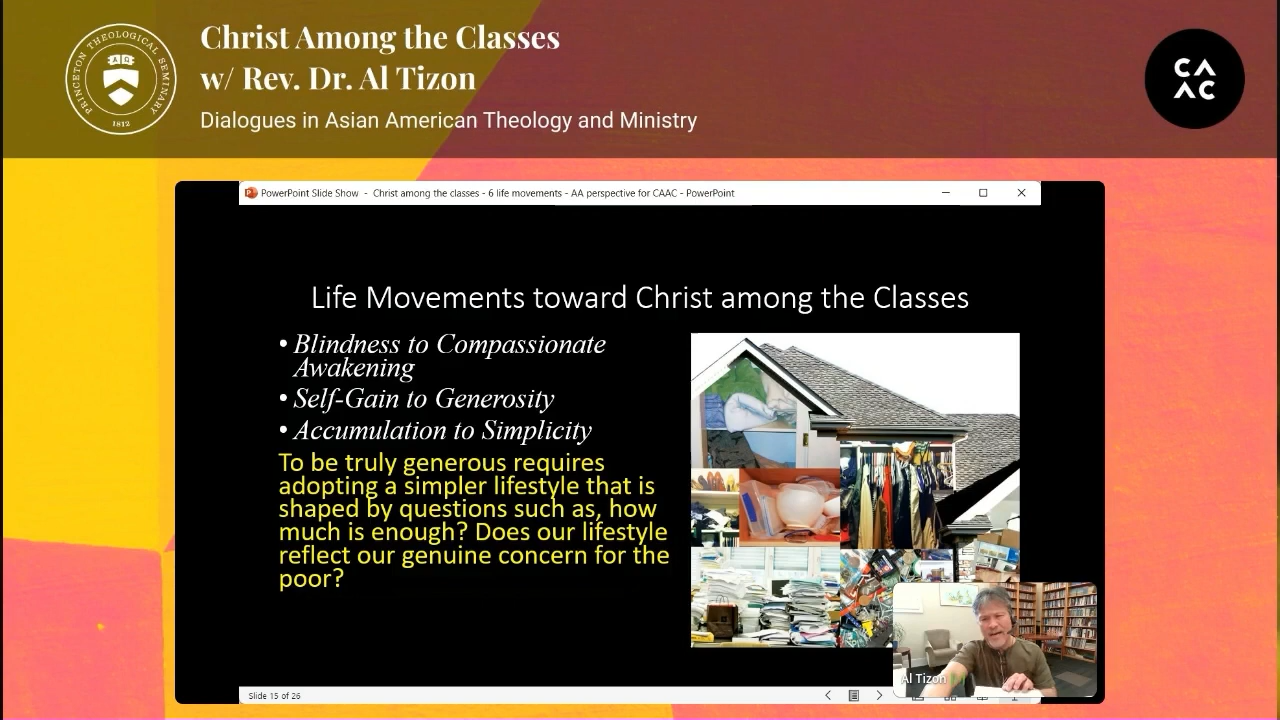 Christ Among the Classes
w/ Rev. Dr. Al Tizon
Dialogues in Asian American Theology and Ministry
PRINCETON THEOLOGICAL SEMINARY
1812
CA
AC
PowerPoint Slide Show - Christ among the classes - 6 life movements - AA perspective for CAAC - PowerPoint
Life Movements toward Christ among the Classes
• Blindness to Compassionate
Awakening
• Self-Gain to Generosity
• Accumulation to Simplicity
To be truly generous requires
adopting a simpler lifestyle that is
shaped by questions such as, how
much is enough? Does our lifestyle
reflect our genuine concern for the
poor?
Al Tizon
Slide 15 of 26